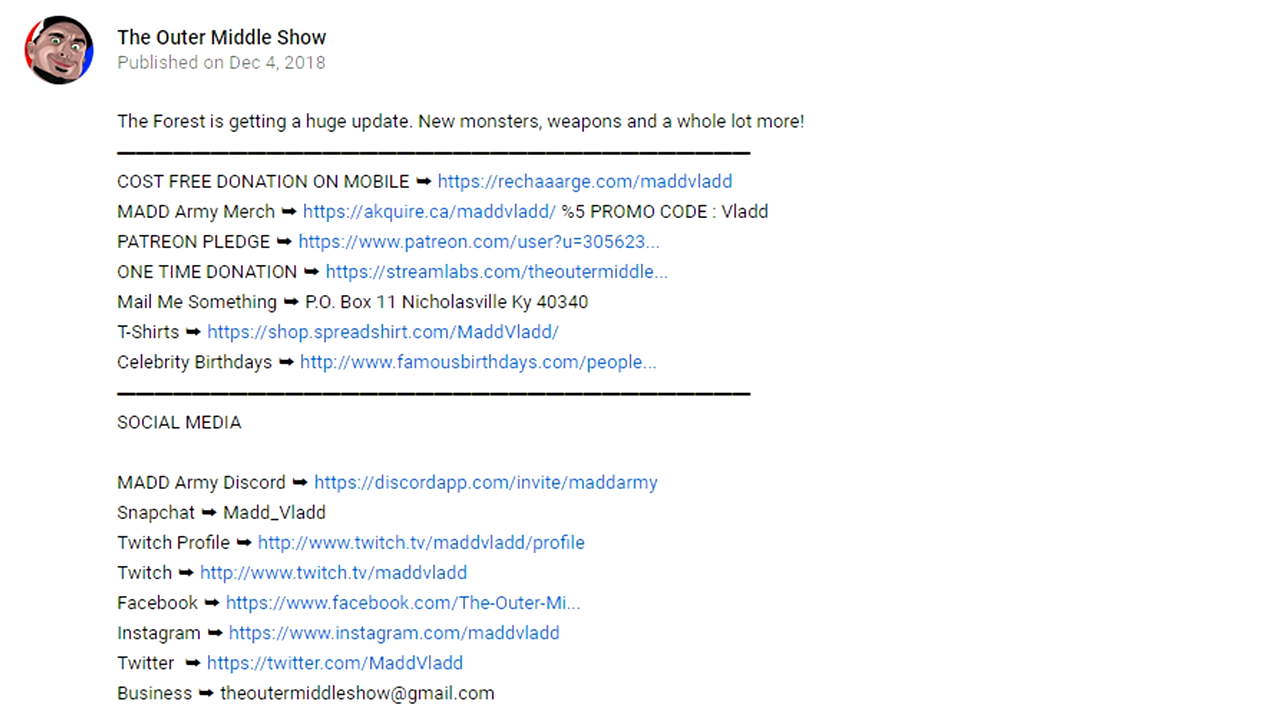 The Outer Middle Show
Published on Dec 4, 2018
The Forest is getting a huge update. New monsters, weapons and a whole lot more!
COST FREE DONATION ON MOBILE ➥ https://rechaaarge.com/maddvladd
MADD Army Merch ➥ https://akquire.ca/maddvladd/ %5 PROMO CODE : Vladd
PATREON PLEDGE ➥ https://www.patreon.com/user?u=305623...
ONE TIME DONATION ➥ https://streamlabs.com/theoutermiddle...
Mail Me Something ➥ P.O. Box 11 Nicholasville Ky 40340
T-Shirts ➥ https://shop.spreadshirt.com/MaddVladd/
Celebrity Birthdays ➥ http://www.famousbirthdays.com/people...
SOCIAL MEDIA
MADD Army Discord ➥ https://discordapp.com/invite/maddarmy
Snapchat ➥ Madd_Vladd
Twitch Profile ➥ http://www.twitch.tv/maddvladd/profile
Twitch ➥ http://www.twitch.tv/maddvladd
Facebook ➥ https://www.facebook.com/The-Outer-Mi...
Instagram ➥ https://www.instagram.com/maddvladd
Twitter ➥ https://twitter.com/MaddVladd
Business ➥ theoutermiddleshow@gmail.com